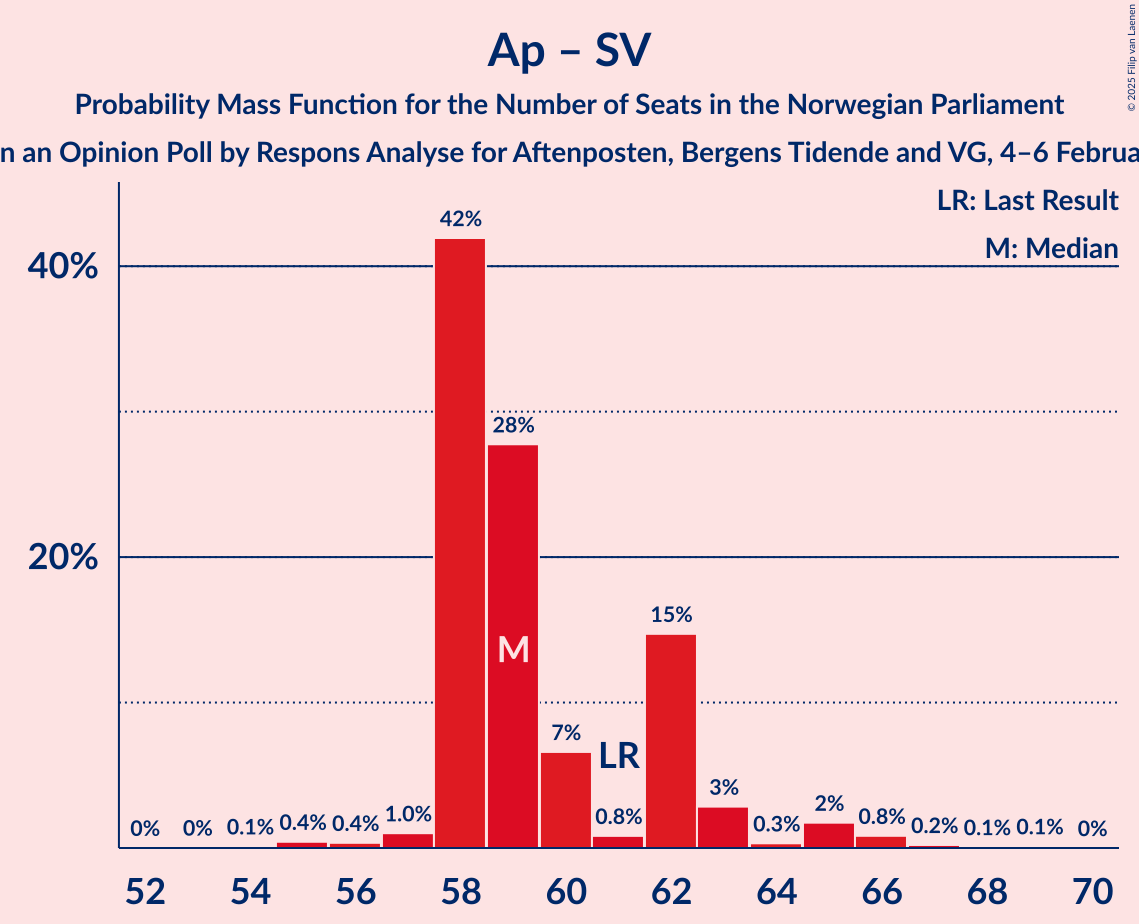 Ap – SV
Probability Mass Function for the Number of Seats in the Norwegian Parliament
an Opinion Poll by Respons Analyse for Aftenposten, Bergens Tidende and VG, 4–6
© 2025 Filip van Laenen
LR: Last Result
M: Median
40%
20%
42%
28%
M
15%
7%
LR
3%
2%
0% 0% 0.1% 0.4% 0.4% 1.0% 0.8% 0.3% 0.8% 0.2% 0.1% 0.1% 0%
52 54 56 58 60 62 64 66 68 70